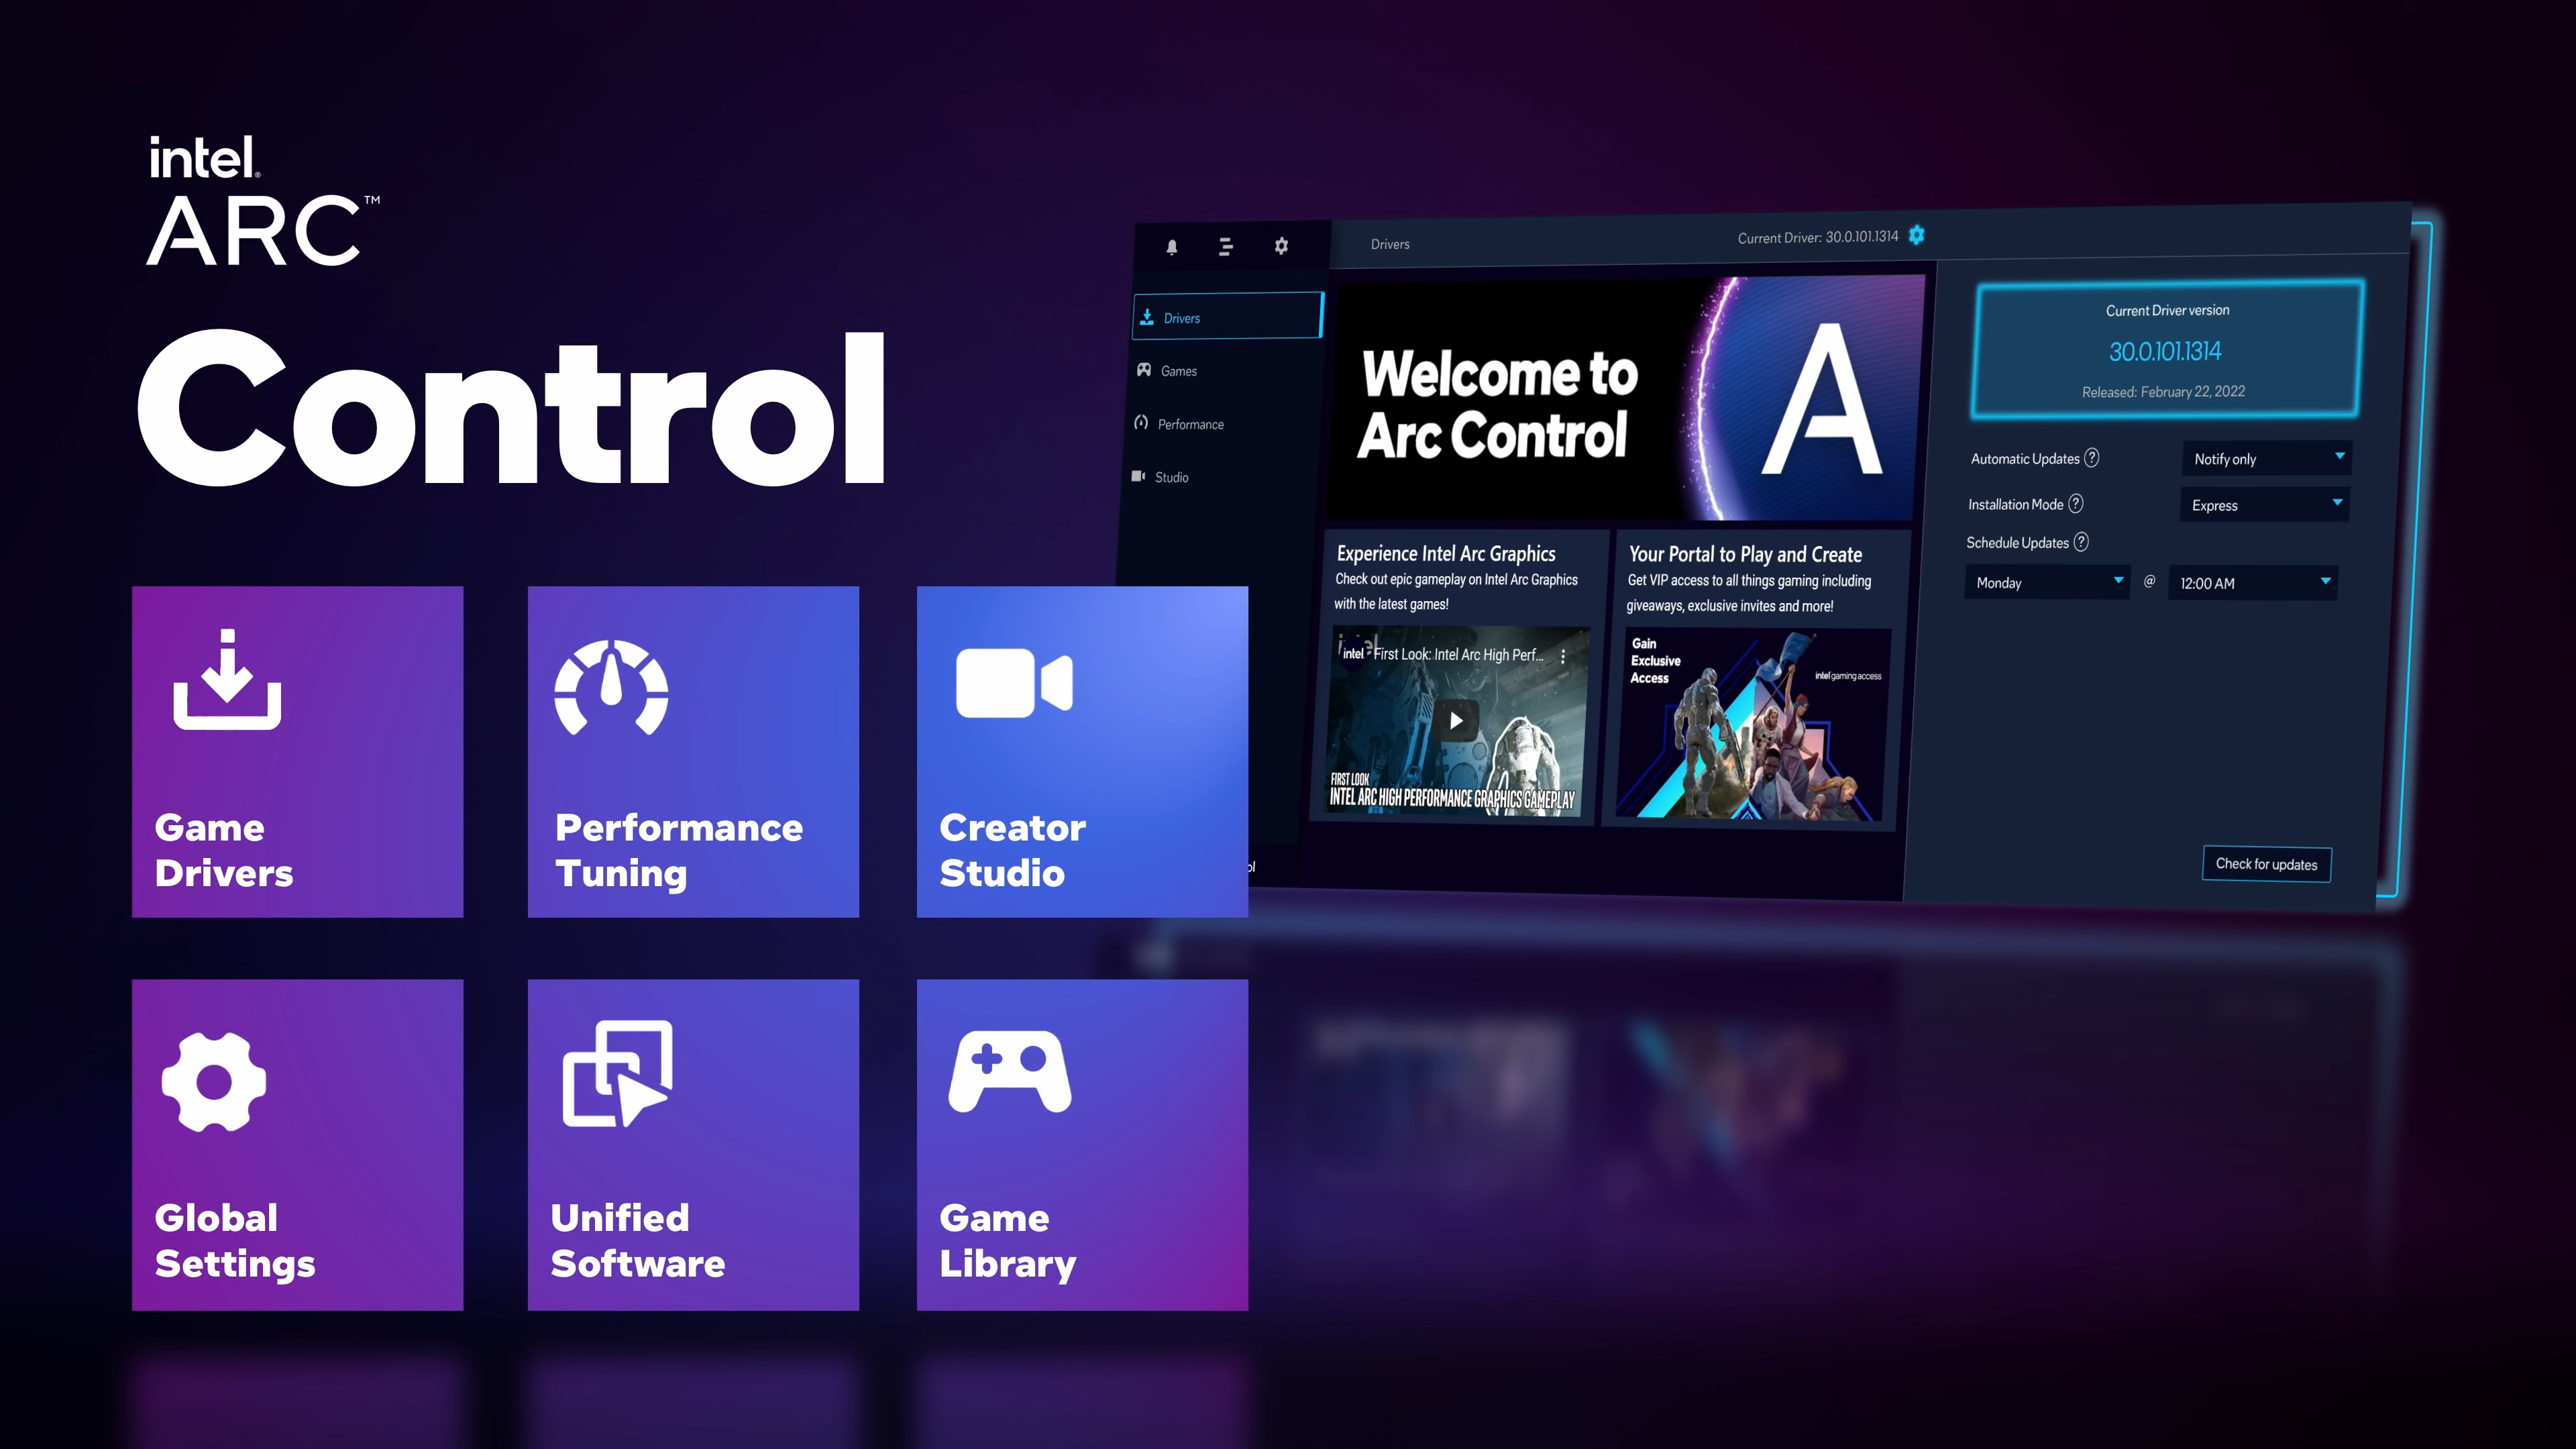 intel®
ARC™
Control
Game
Drivers
Performance
Tuning
Creator
Studio
Global
Settings
Unified
Software
Game
Library
Drivers
Current Driver: 30.0.101.1314
Drivers
Games
Performance
Studio
Welcome to
Arc Control
A
Experience Intel Arc Graphics
Check out epic gameplay on Intel Arc Graphics
with the latest games!
intel
First Look: Intel Arc High Perf...
FIRST LOOK
INTEL ARC HIGH PERFORMANCE GRAPHICS GAMEPLAY
Your Portal to Play and Create
Get VIP access to all things gaming including
giveaways, exclusive invites and more!
Gain
Exclusive
Access
intel gaming access
Current Driver version
30.0.101.1314
Released: February 22, 2022
Automatic Updates ?
Notify only
Installation Mode ?
Express
Schedule Updates ?
Monday @ 12:00 AM
Check for updates